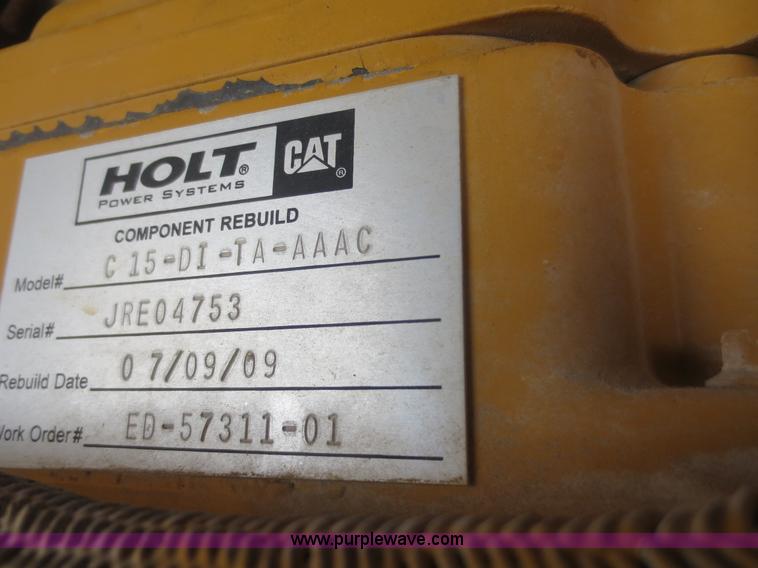 HOLT® CAT®
POWER SYSTEMS
COMPONENT REBUILD
Model# C 15-DI-TA-AAAC
Serial# JRE04753
Rebuild Date 07/09/09
Work Order# ED-57311-01
www.purplewave.com